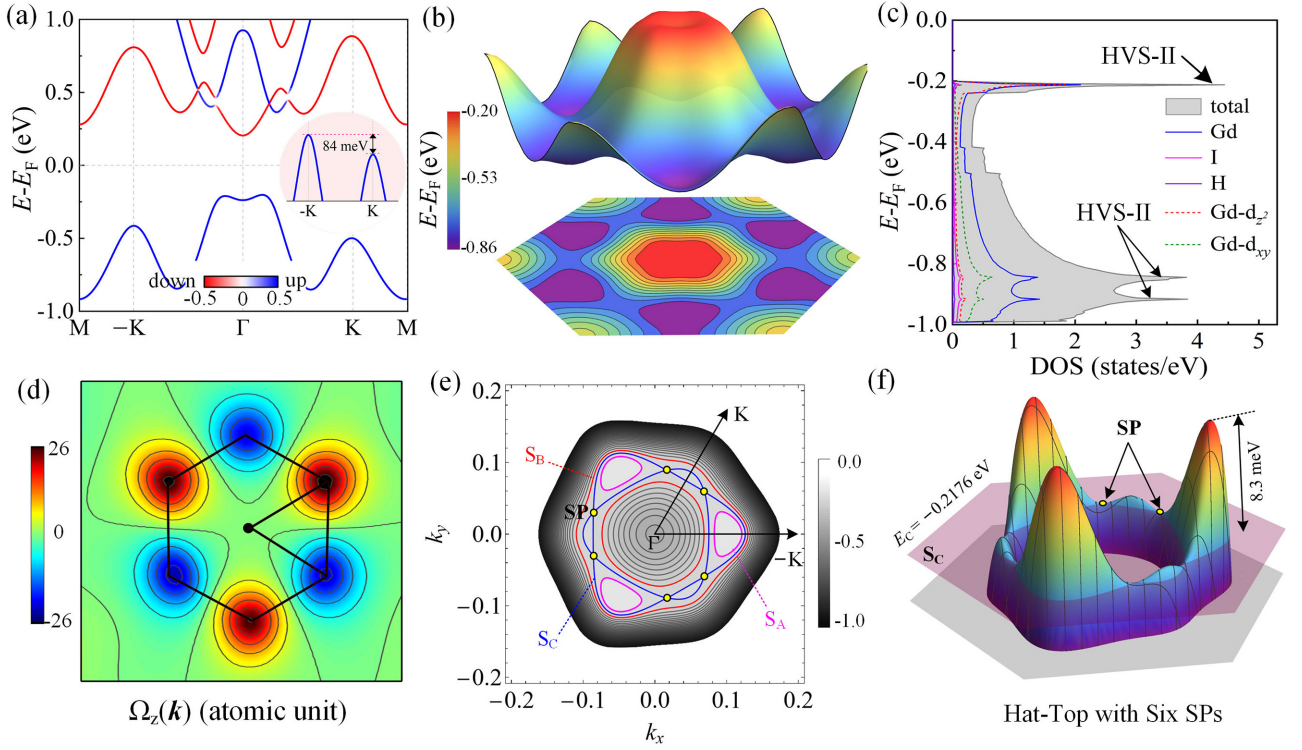 (a)
1.0
0.5
0.0
-0.5
1.0
E-E_F (eV)
84 meV
-K
K
down
up
-0.5
0
0.5
M
−K
Γ
K
M
(b)
E-E_F (eV)
-0.20
-0.53
-0.86
(c)
-0.0
-0.2
-0.4
-0.6
-0.8
-1.0
E-E_F (eV)
HVS-II
total
Gd
I
H
Gd-d_z²
Gd-d_xy
HVS-II
0
1
2
3
4
5
DOS (states/eV)
(d)
26
0
-26
Ω_z(k) (atomic unit)
(e)
0.2
0.1
0.0
−0.1
−0.2
k_y
S_B
K
SP
Γ
−K
S_C
S_A
−0.2
−0.1
0.0
0.1
0.2
k_x
0.0
-0.5
-1.0
(f)
SP
8.3 meV
E_C = −0.2176 eV
S_C
Hat-Top with Six SPs